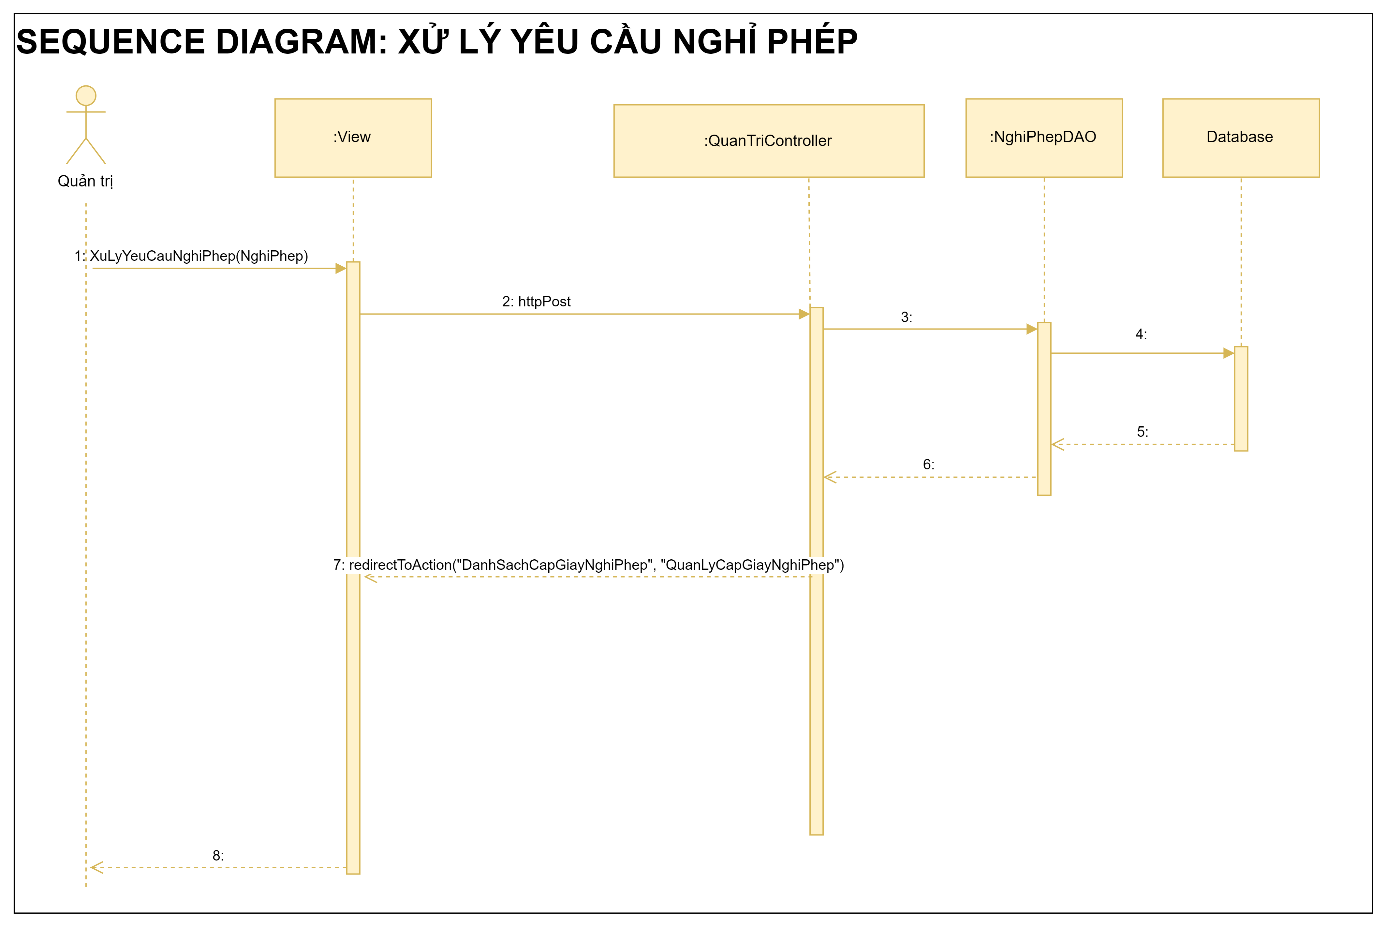 SEQUENCE DIAGRAM: XỬ LÝ YÊU CẦU NGHỈ PHÉP
:View
:QuanTriController
:NghiPhepDAO
Database
Quản trị
1: XuLyYeuCauNghiPhep(NghiPhep)
2: httpPost
3:
4:
5:
6:
7: redirectToAction("DanhSachCapGiayNghiPhep", "QuanLyCapGiayNghiPhep")
8: